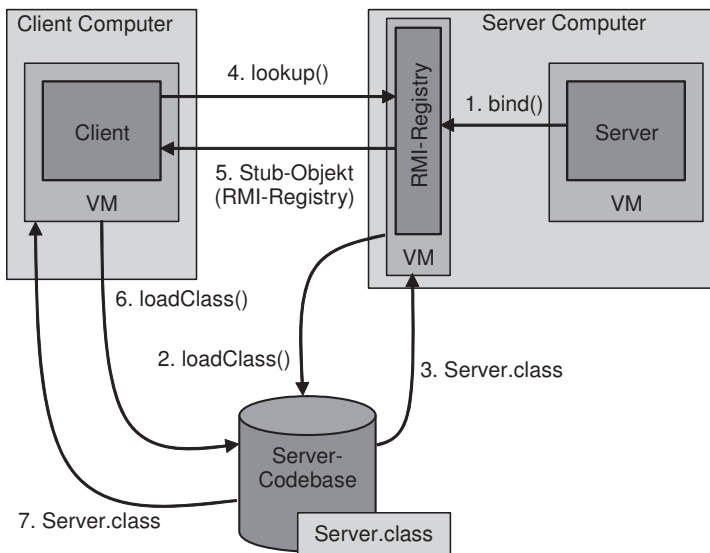 Client Computer
Server Computer
4. lookup()
1. bind()
Client
RMI-Registry
Server
5. Stub-Objekt
(RMI-Registry)
VM
VM
VM
6. loadClass()
2. loadClass()
3. Server.class
Server-
Codebase
7. Server.class
Server.class